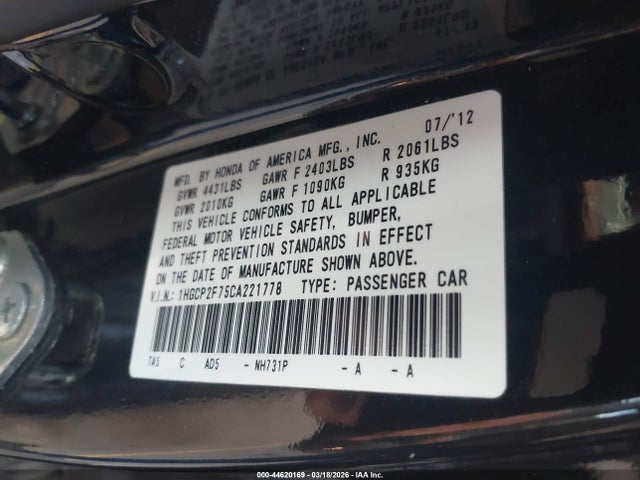 MFD. BY HONDA OF AMERICA MFG., INC. 07/'12
GVWR 4431LBS GAWR F 2403LBS R 2061LBS
GVWR 2010KG GAWR F 1090KG R 935KG
THIS VEHICLE CONFORMS TO ALL APPLICABLE
FEDERAL MOTOR VEHICLE SAFETY, BUMPER,
AND THEFT PREVENTION STANDARDS IN EFFECT
ON THE DATE OF MANUFACTURE SHOWN ABOVE.
V.I.N.: 1HGCP2F75CA221778 TYPE: PASSENGER CAR
TA5 C AD5 - NH731P - A - A
000-44620169 03/18/2026 IAA Inc.